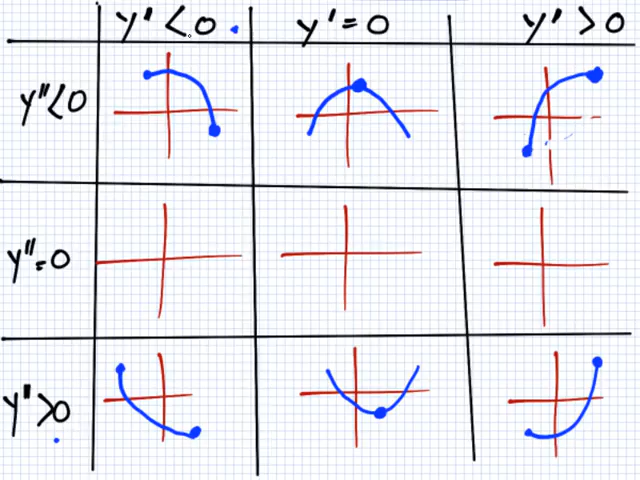 y' < 0 y' = 0 y' > 0
y" < 0
y" = 0
y" > 0